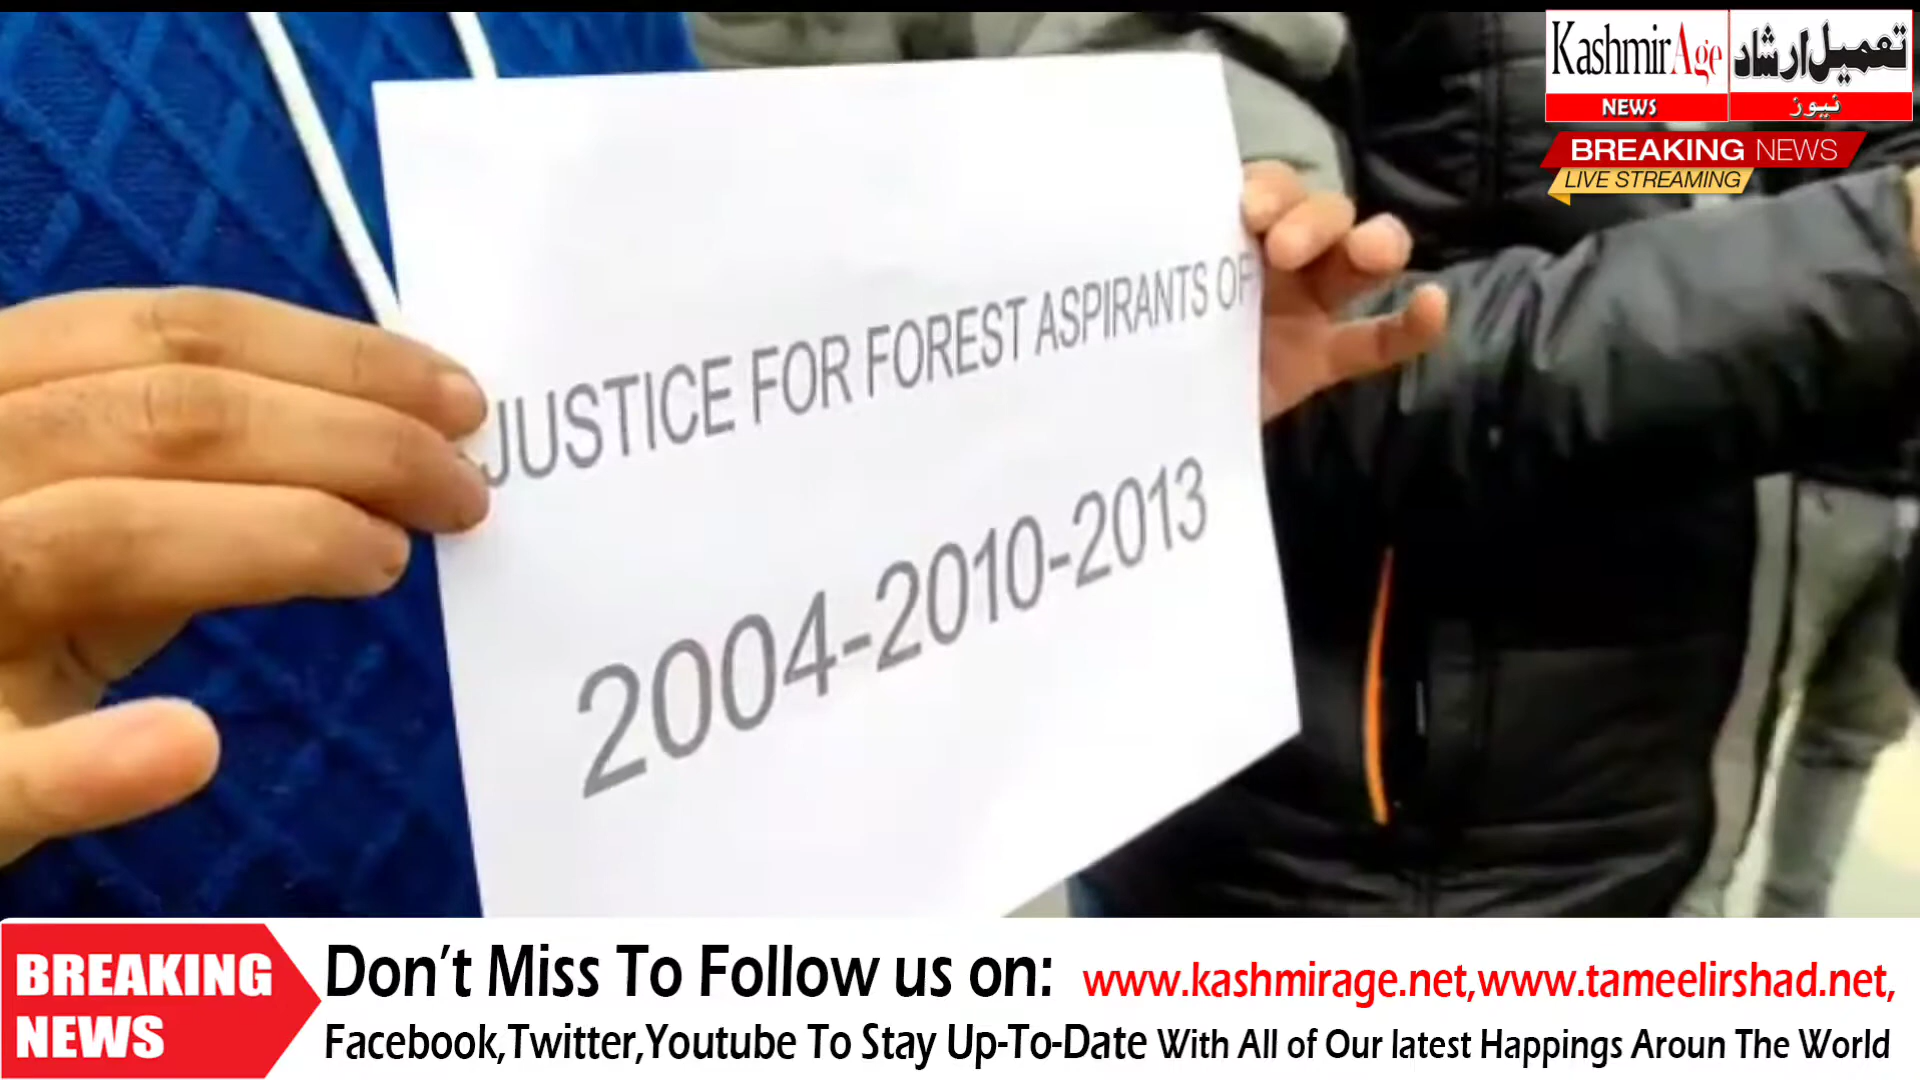 KashmirAge
NEWS
تعمیل ارشاد
نیوز
BREAKING NEWS
LIVE STREAMING
JUSTICE FOR FOREST ASPIRANTS OF
2004-2010-2013
BREAKING
NEWS
Don't Miss To Follow us on: www.kashmirage.net,www.tameelirshad.net,
Facebook,Twitter,Youtube To Stay Up-To-Date With All of Our latest Happings Aroun The World